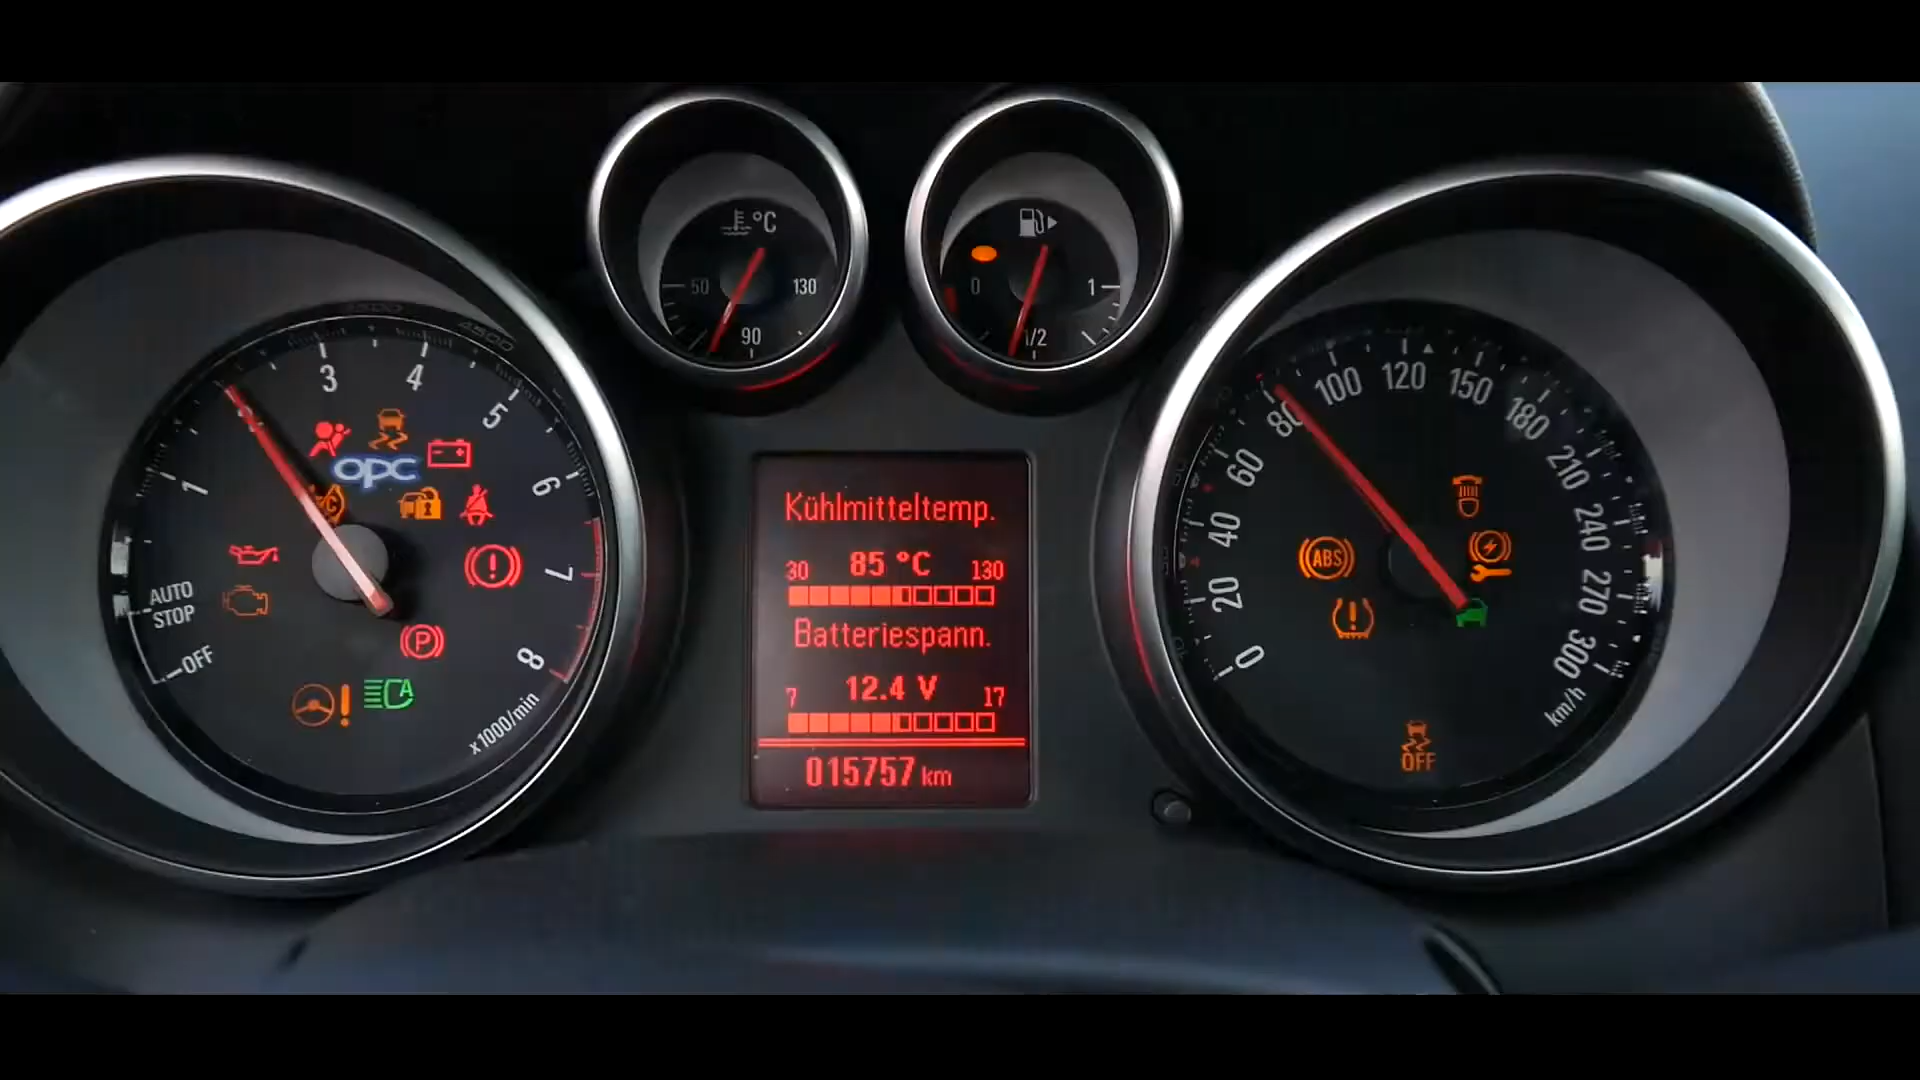 °C
50
130
90
0
1
1/2
1
2
3
4
5
6
7
8
AUTO
STOP
OFF
x1000/min
opc
A
P
Kühlmitteltemp.
85 °C
30
130
Batteriespann.
12.4 V
7
17
015757 km
0
20
40
60
80
100
120
150
180
210
240
270
300
km/h
ABS
OFF